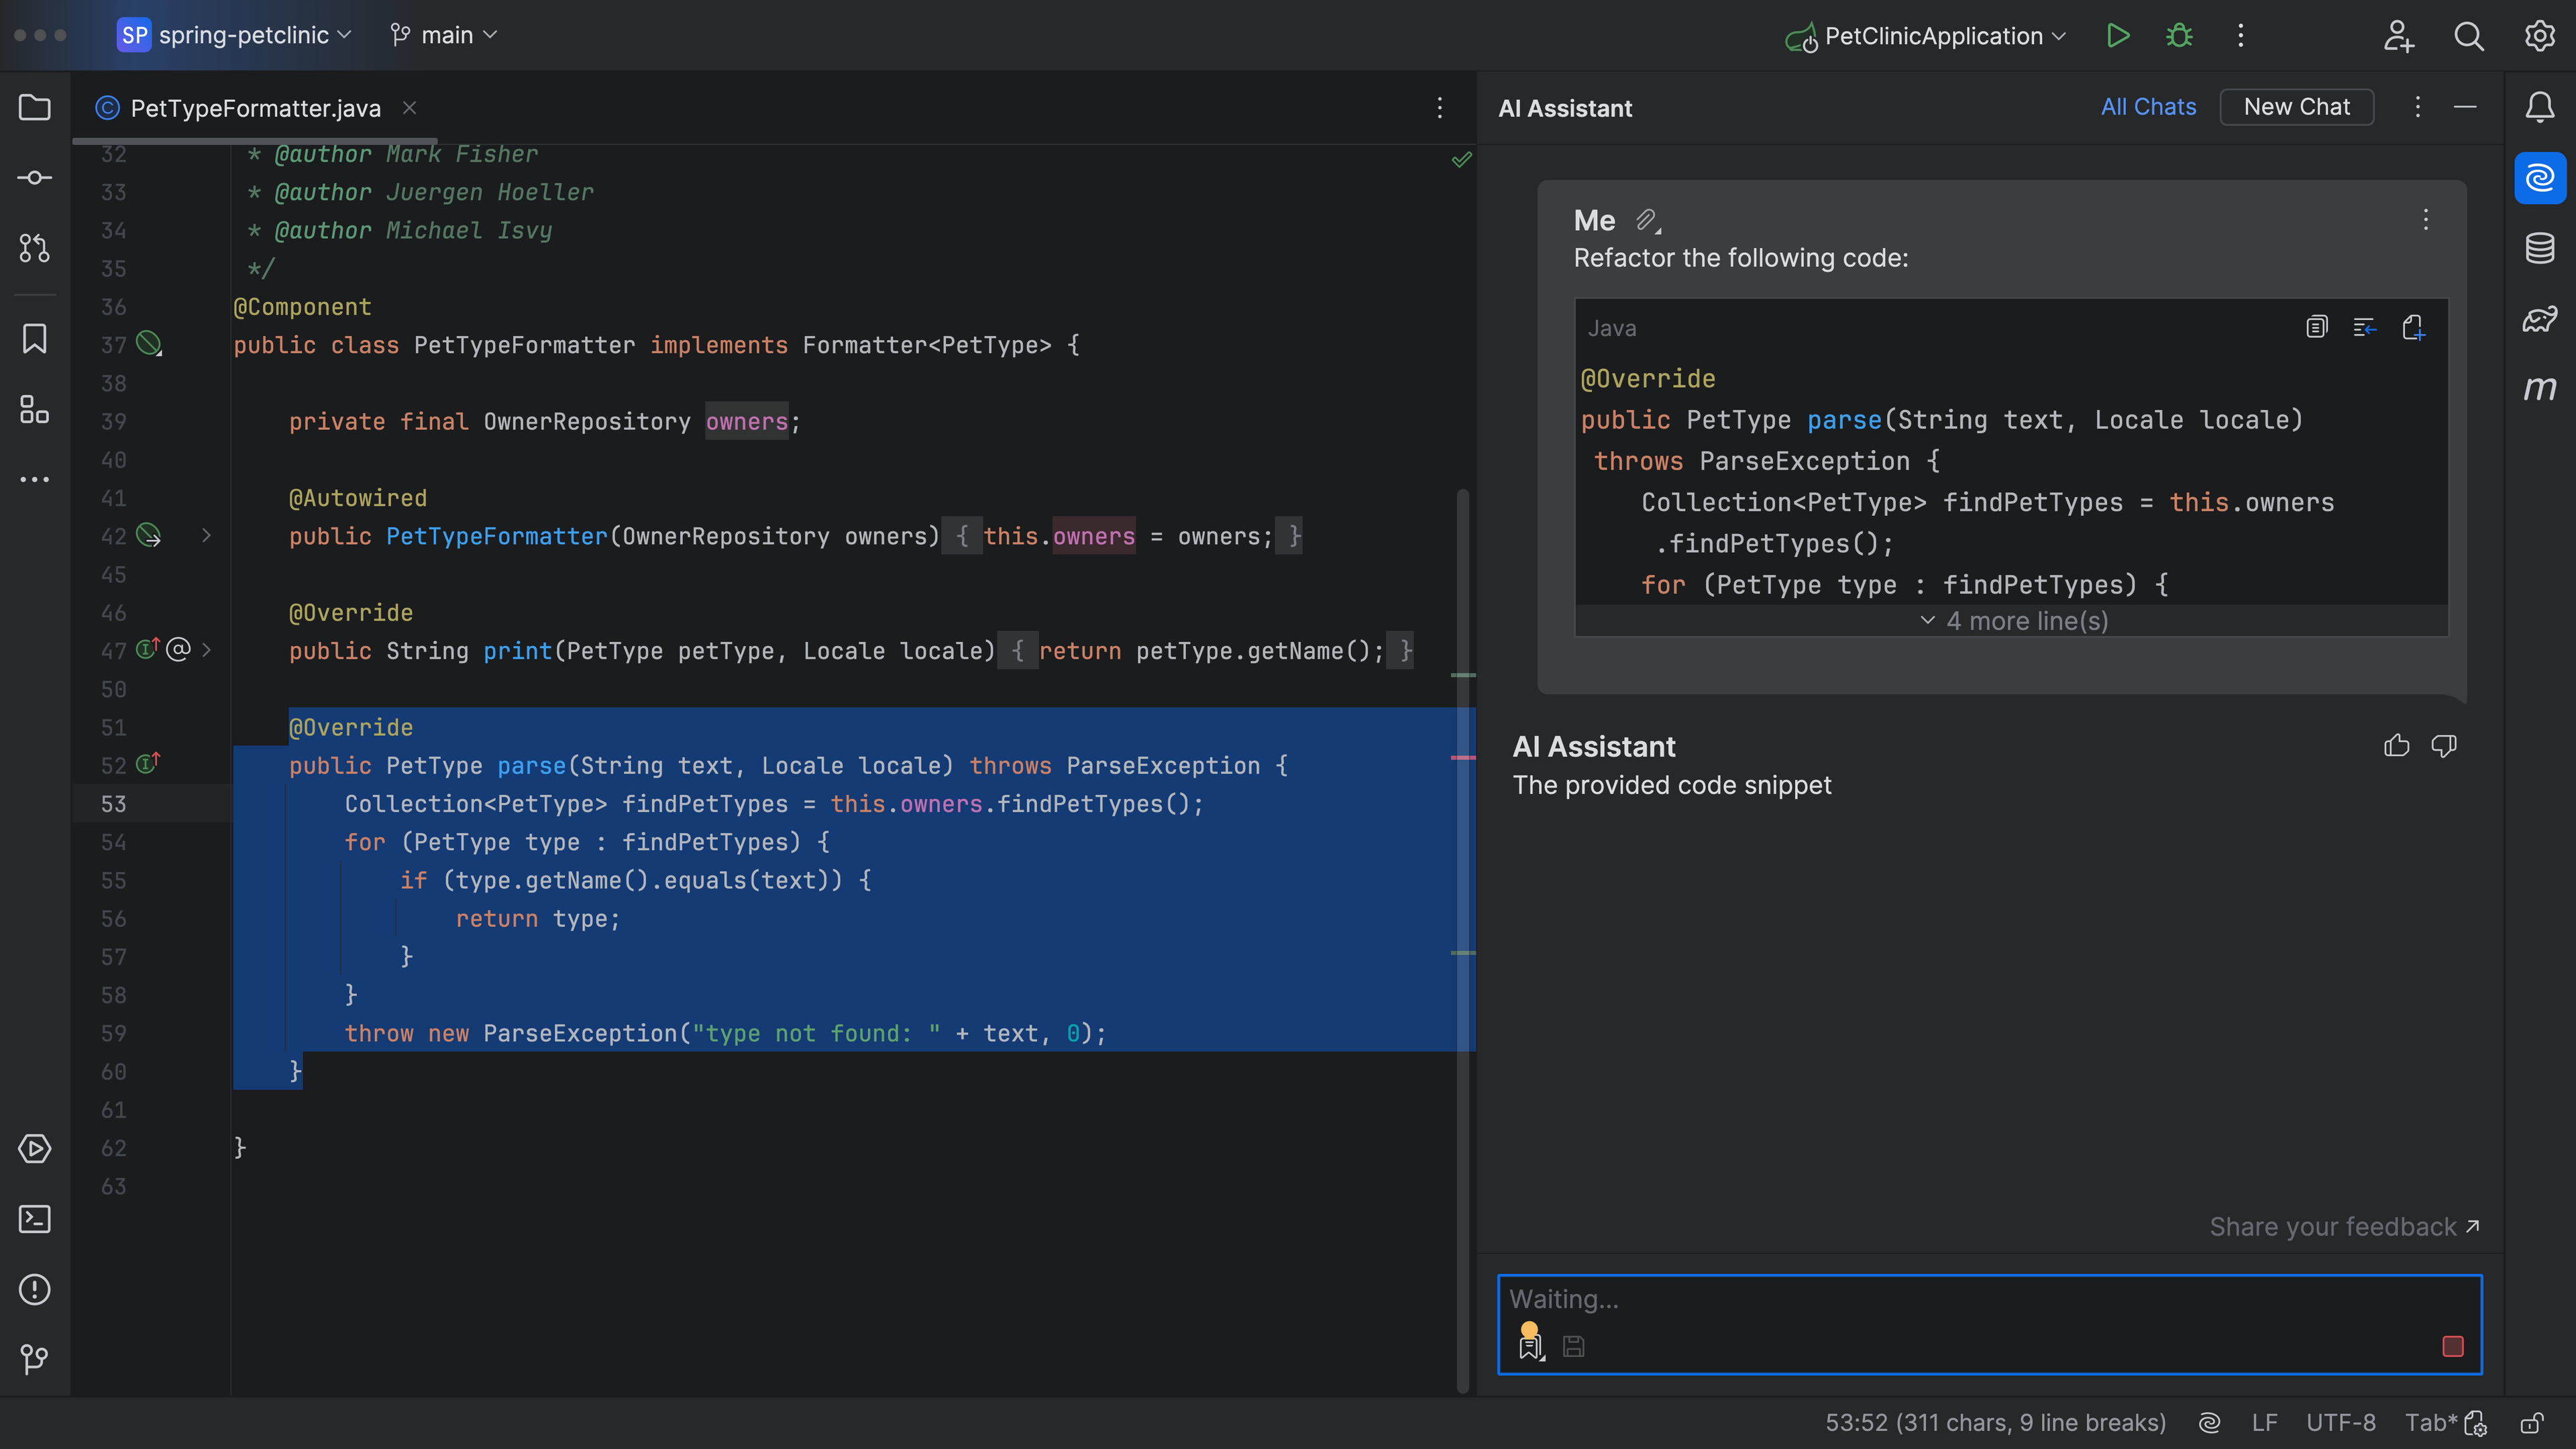 SP spring-petclinic main PetClinicApplication
PetTypeFormatter.java
32 * @author Mark Fisher
33 * @author Juergen Hoeller
34 * @author Michael Isvy
35 */
36 @Component
37 public class PetTypeFormatter implements Formatter<PetType> {
38
39 private final OwnerRepository owners;
40
41 @Autowired
42 public PetTypeFormatter(OwnerRepository owners) { this.owners = owners; }
45
46 @Override
47 public String print(PetType petType, Locale locale) { return petType.getName(); }
50
51 @Override
52 public PetType parse(String text, Locale locale) throws ParseException {
53 Collection<PetType> findPetTypes = this.owners.findPetTypes();
54 for (PetType type : findPetTypes) {
55 if (type.getName().equals(text)) {
56 return type;
57 }
58 }
59 throw new ParseException("type not found: " + text, 0);
60 }
61
62 }
63
AI Assistant All Chats New Chat
Me
Refactor the following code:
Java
@Override
public PetType parse(String text, Locale locale)
throws ParseException {
Collection<PetType> findPetTypes = this.owners
.findPetTypes();
for (PetType type : findPetTypes) {
4 more line(s)
AI Assistant
The provided code snippet
Share your feedback
Waiting...
53:52 (311 chars, 9 line breaks) LF UTF-8 Tab*